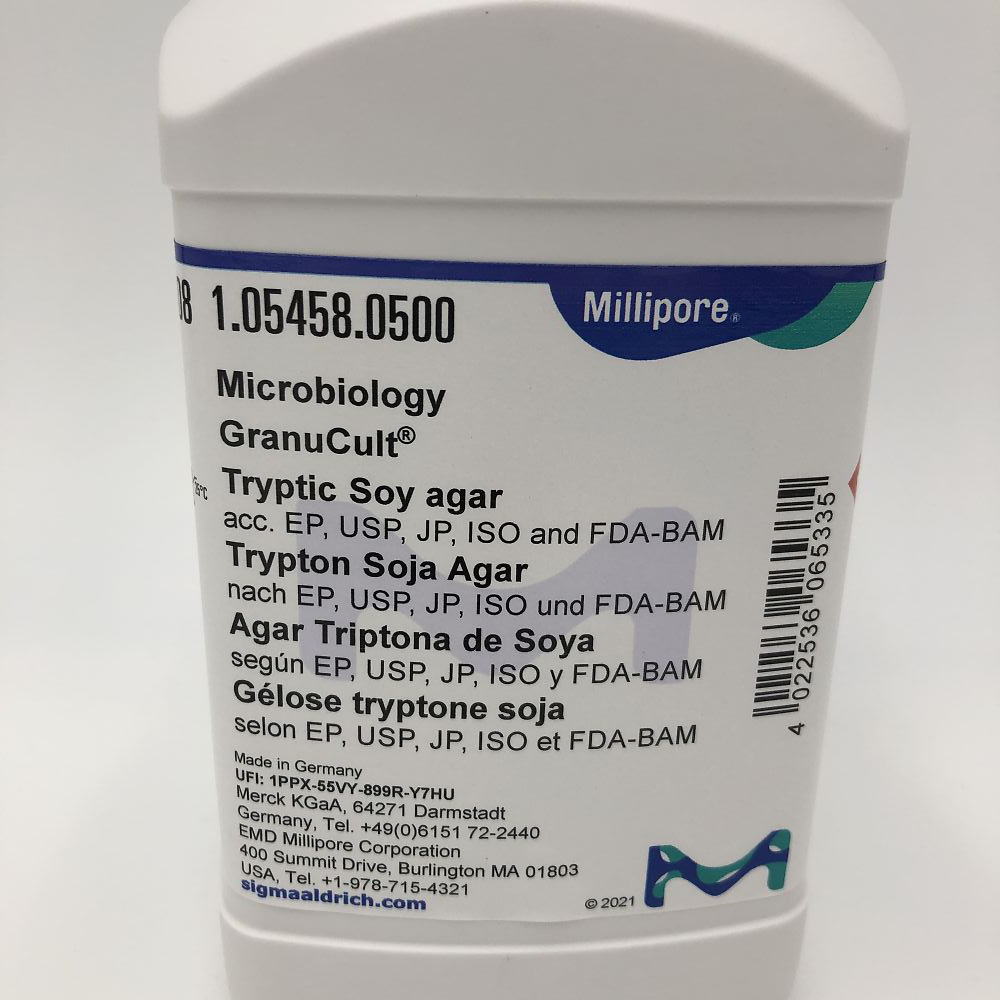 08 1.05458.0500
Millipore®
Microbiology
GranuCult®
25°C
Tryptic Soy agar
acc. EP, USP, JP, ISO and FDA-BAM
Trypton Soja Agar
nach EP, USP, JP, ISO und FDA-BAM
Agar Triptona de Soya
según EP, USP, JP, ISO y FDA-BAM
Gélose tryptone soja
selon EP, USP, JP, ISO et FDA-BAM
4 022536 065335
Made in Germany
UFI: 1PPX-55VY-899R-Y7HU
Merck KGaA, 64271 Darmstadt
Germany, Tel. +49(0)6151 72-2440
EMD Millipore Corporation
400 Summit Drive, Burlington MA 01803
USA, Tel. +1-978-715-4321
sigmaaldrich.com
© 2021
M